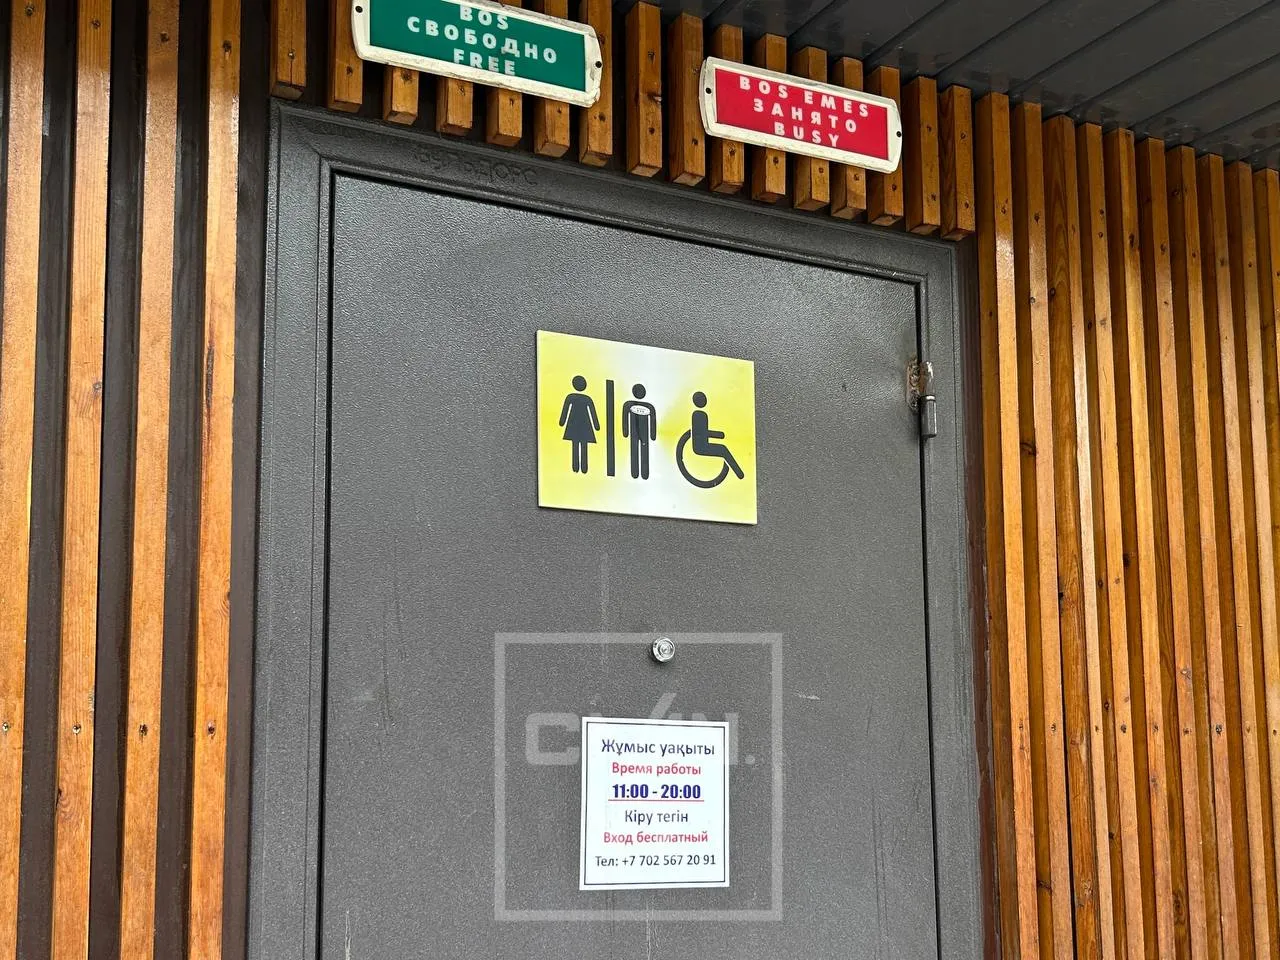 BOS
СВОБОДНО
FREE
BOS EMES
ЗАНЯТО
BUSY
Жұмыс уақыты
Время работы
11:00 - 20:00
Кіру тегін
Вход бесплатный
Тел: +7 702 567 20 91